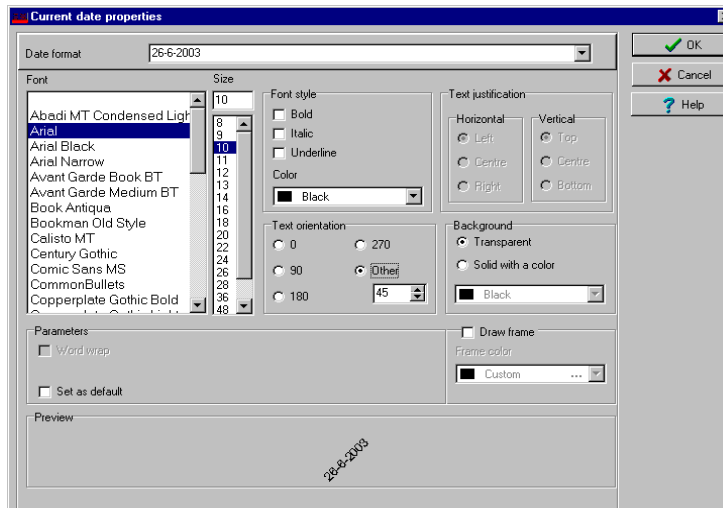 Current date properties
Date format 26-6-2003
OK
Cancel
Help
Font
Abadi MT Condensed Ligh
Arial
Arial Black
Arial Narrow
Avant Garde Book BT
Avant Garde Medium BT
Book Antiqua
Bookman Old Style
Calisto MT
Century Gothic
Comic Sans MS
CommonBullets
Copperplate Gothic Bold
Size
10
8
9
10
11
12
13
14
16
18
20
22
24
26
28
36
48
Font style
Bold
Italic
Underline
Color
Black
Text justification
Horizontal
Left
Centre
Right
Vertical
Top
Centre
Bottom
Text orientation
0
270
90
Other
180
45
Background
Transparent
Solid with a color
Black
Parameters
Word wrap
Set as default
Draw frame
Frame color
Custom ...
Preview
26-6-2003